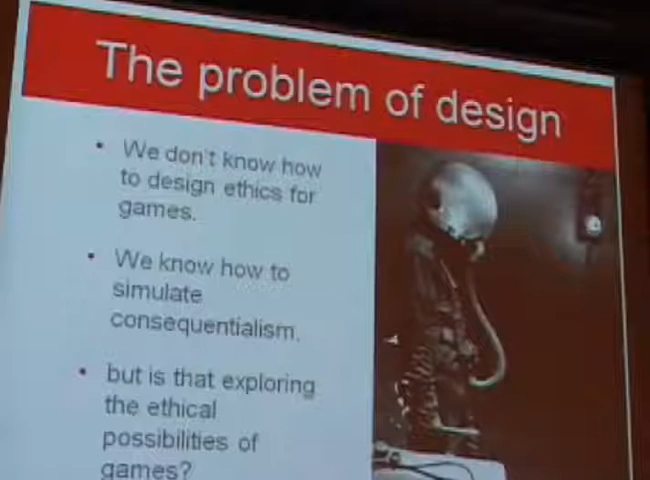 The problem of design
• We don't know how
to design ethics for
games.
• We know how to
simulate
consequentialism.
• but is that exploring
the ethical
possibilities of
games?